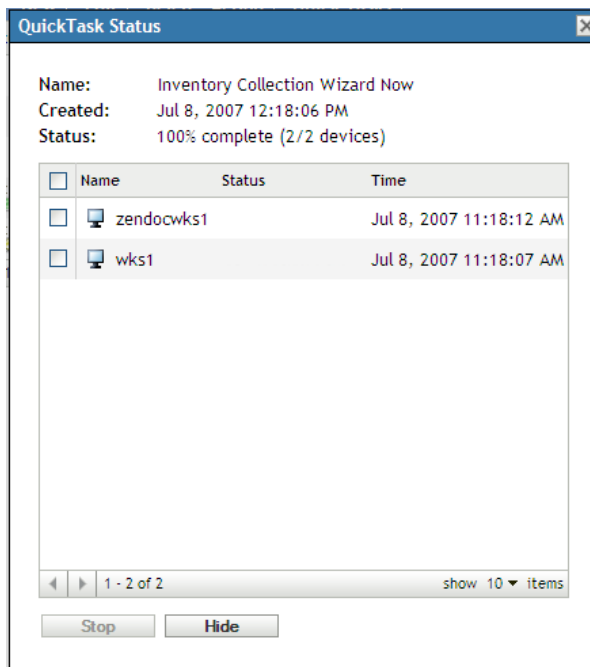 QuickTask Status
Name: Inventory Collection Wizard Now
Created: Jul 8, 2007 12:18:06 PM
Status: 100% complete (2/2 devices)
Name Status Time
zendocwks1 Jul 8, 2007 11:18:12 AM
wks1 Jul 8, 2007 11:18:07 AM
1 - 2 of 2 show 10 items
Stop Hide